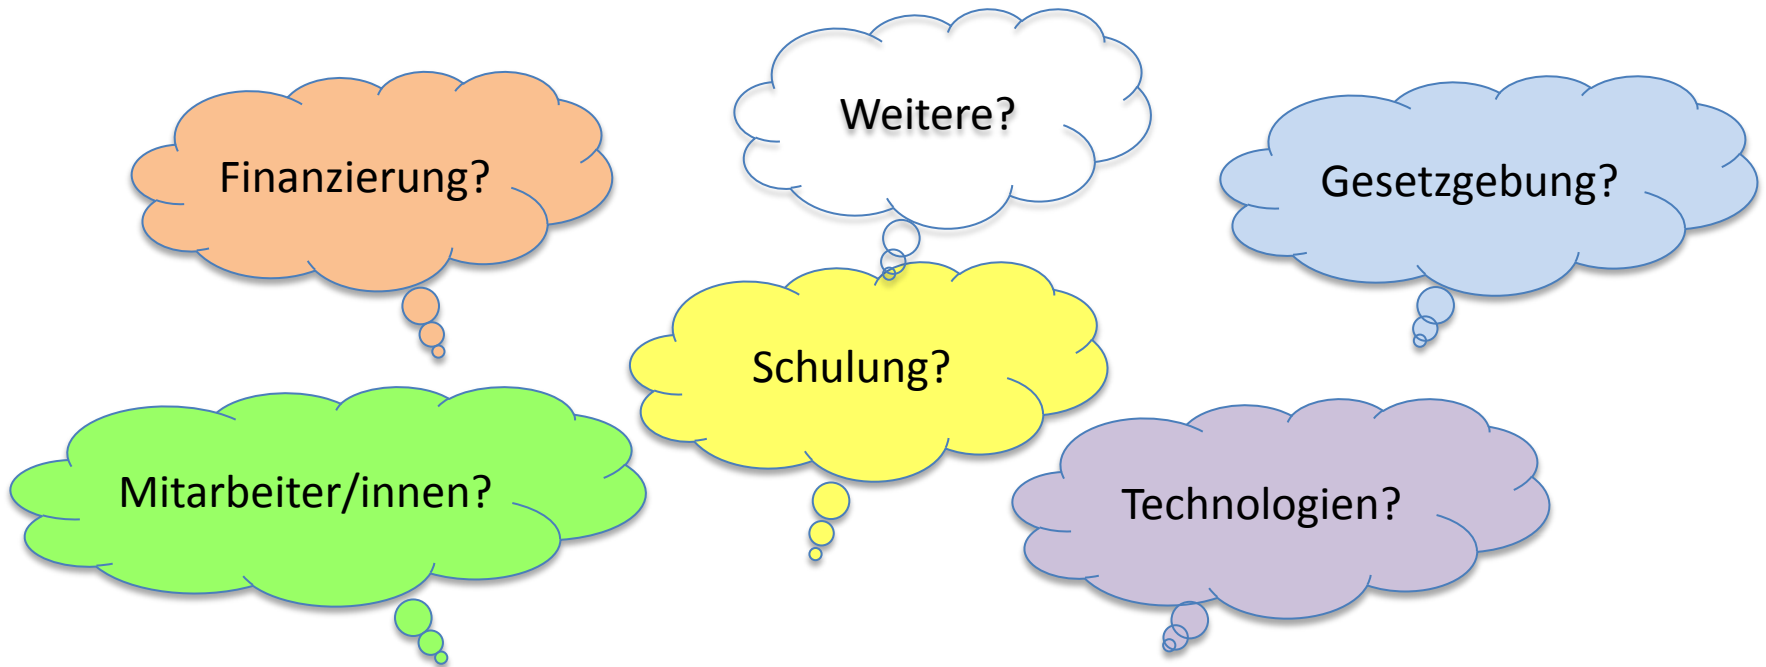 Weitere?
Finanzierung?
Gesetzgebung?
Schulung?
Mitarbeiter/innen?
Technologien?